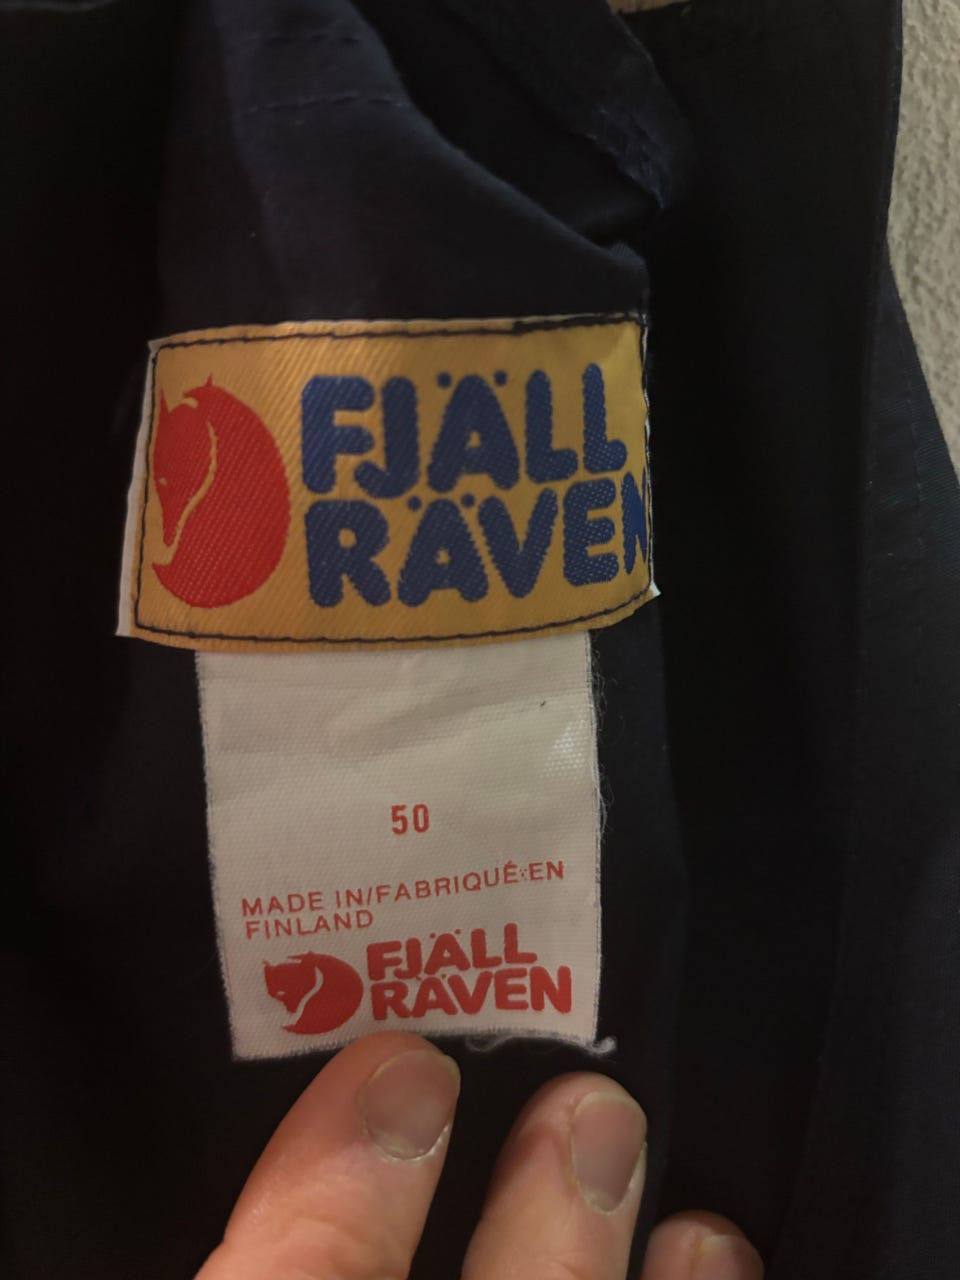 FJÄLL
RÄVEN
50
MADE IN/FABRIQUÉ EN
FINLAND
FJÄLL
RÄVEN